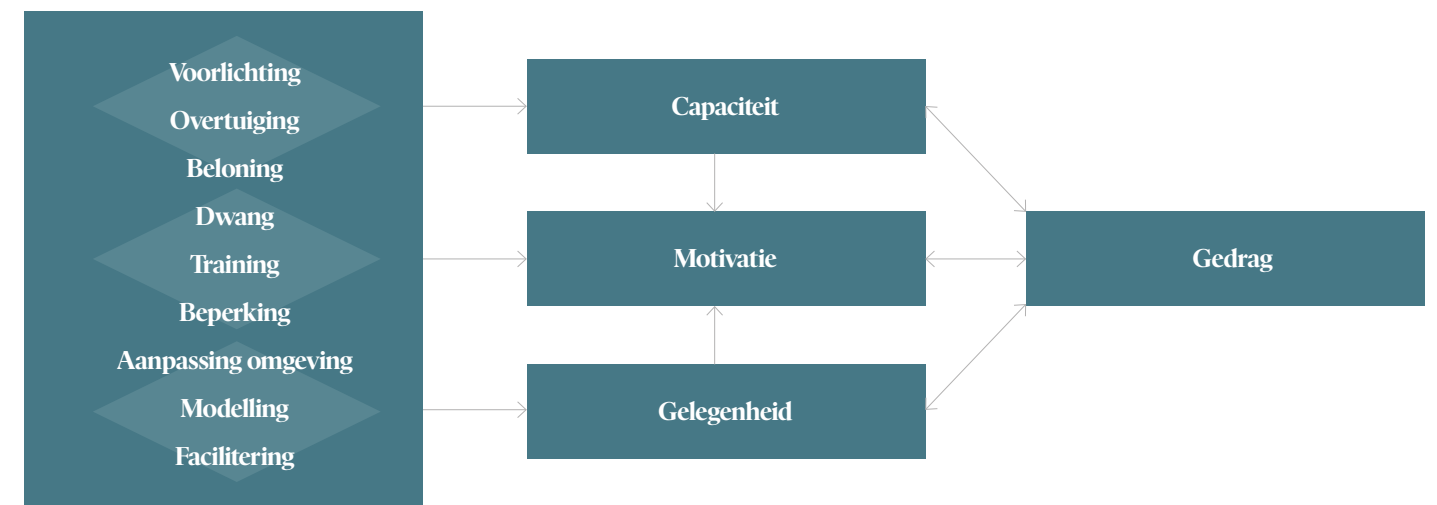 Voorlichting
Overtuiging
Beloning
Dwang
Training
Beperking
Aanpassing omgeving
Modelling
Facilitering
Capaciteit
Motivatie
Gelegenheid
Gedrag